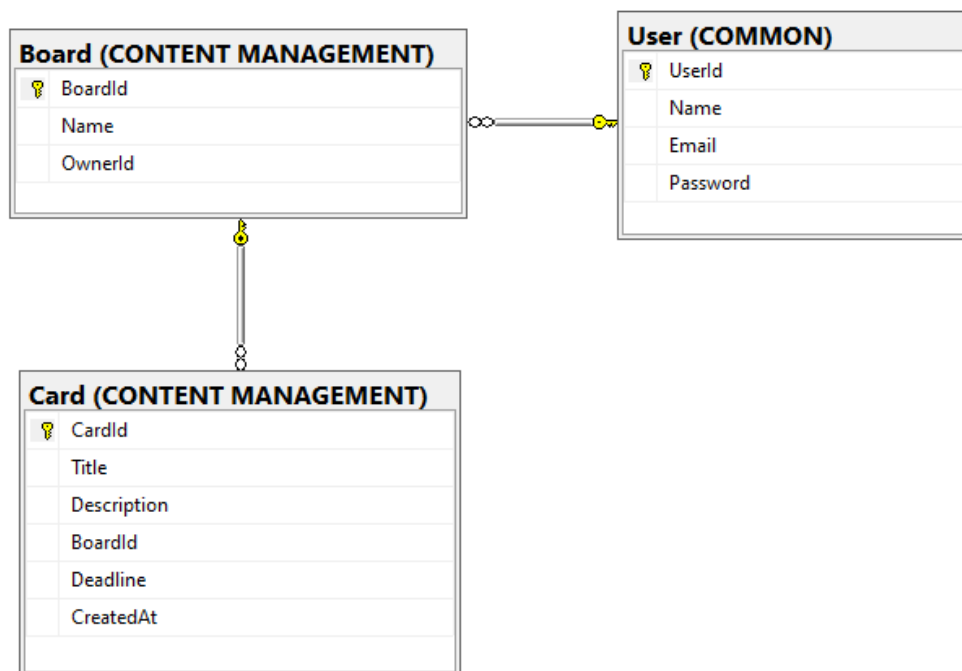 Board (CONTENT MANAGEMENT)
BoardId
Name
OwnerId
User (COMMON)
UserId
Name
Email
Password
Card (CONTENT MANAGEMENT)
CardId
Title
Description
BoardId
Deadline
CreatedAt